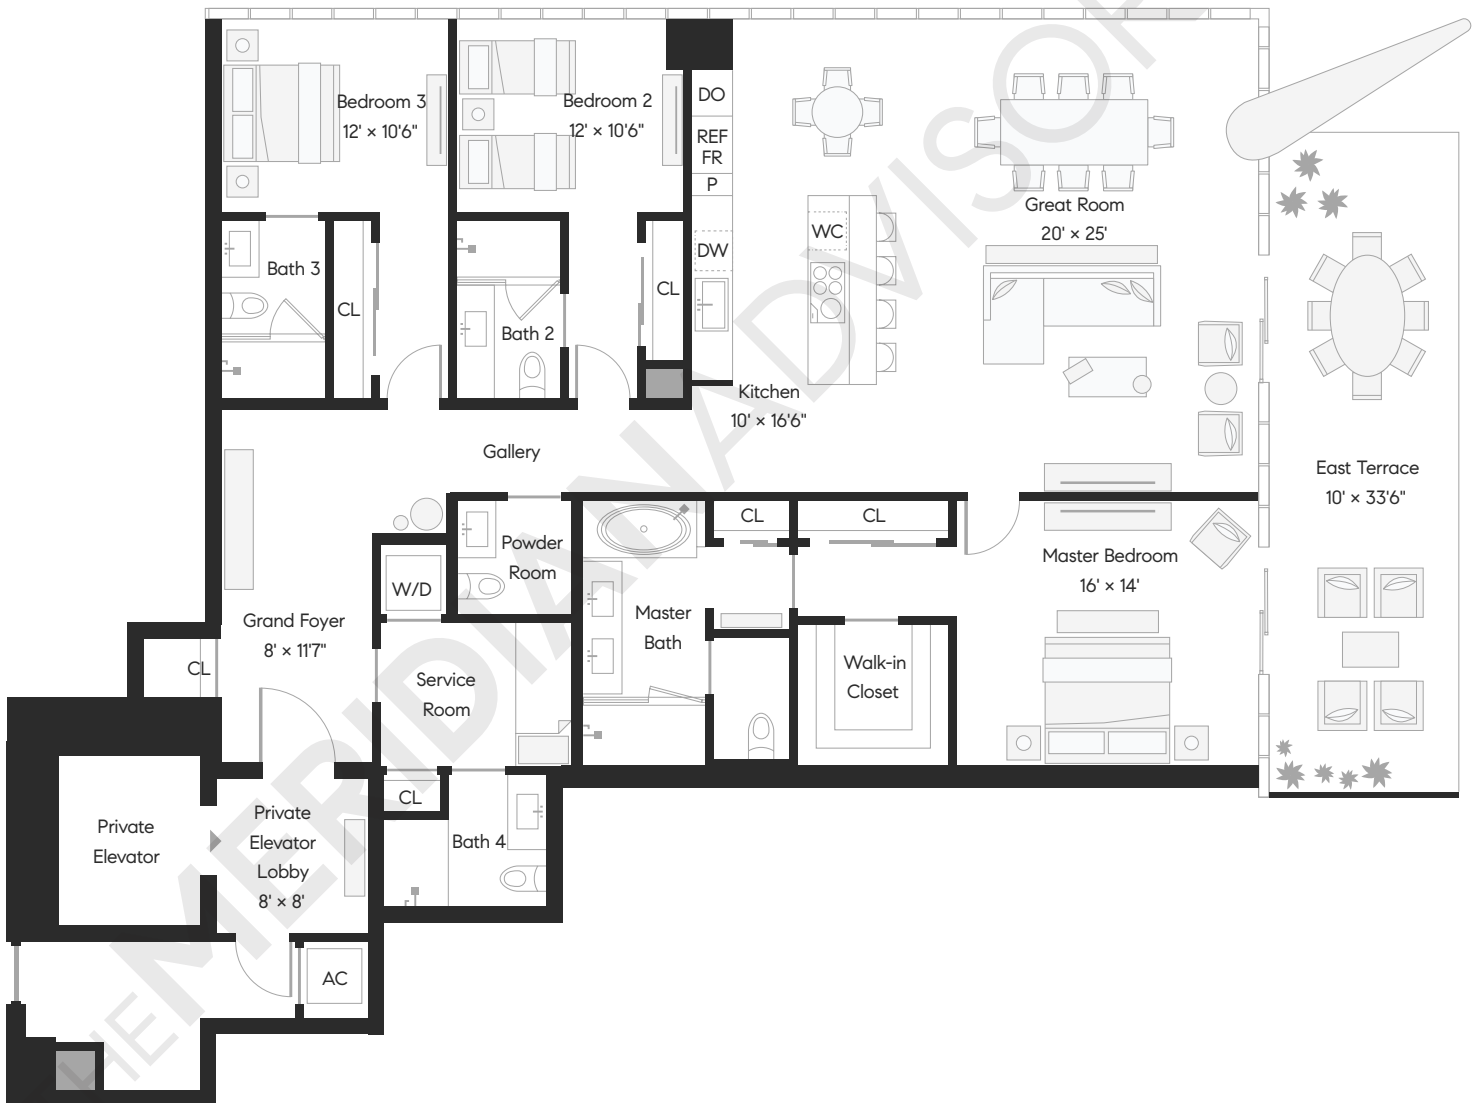 Bedroom 3
12' × 10'6"
Bedroom 2
12' × 10'6"
DO
REF
FR
P
DW
WC
Great Room
20' × 25'
Bath 3
CL
Bath 2
CL
Kitchen
10' × 16'6"
Gallery
East Terrace
10' × 33'6"
CL
CL
Powder
Room
W/D
Master Bedroom
16' × 14'
Grand Foyer
8' × 11'7"
CL
Master
Bath
Walk-in
Closet
Service
Room
CL
Bath 4
Private
Elevator
Private
Elevator
Lobby
8' × 8'
AC
THE MERIDIAN ADVISOR